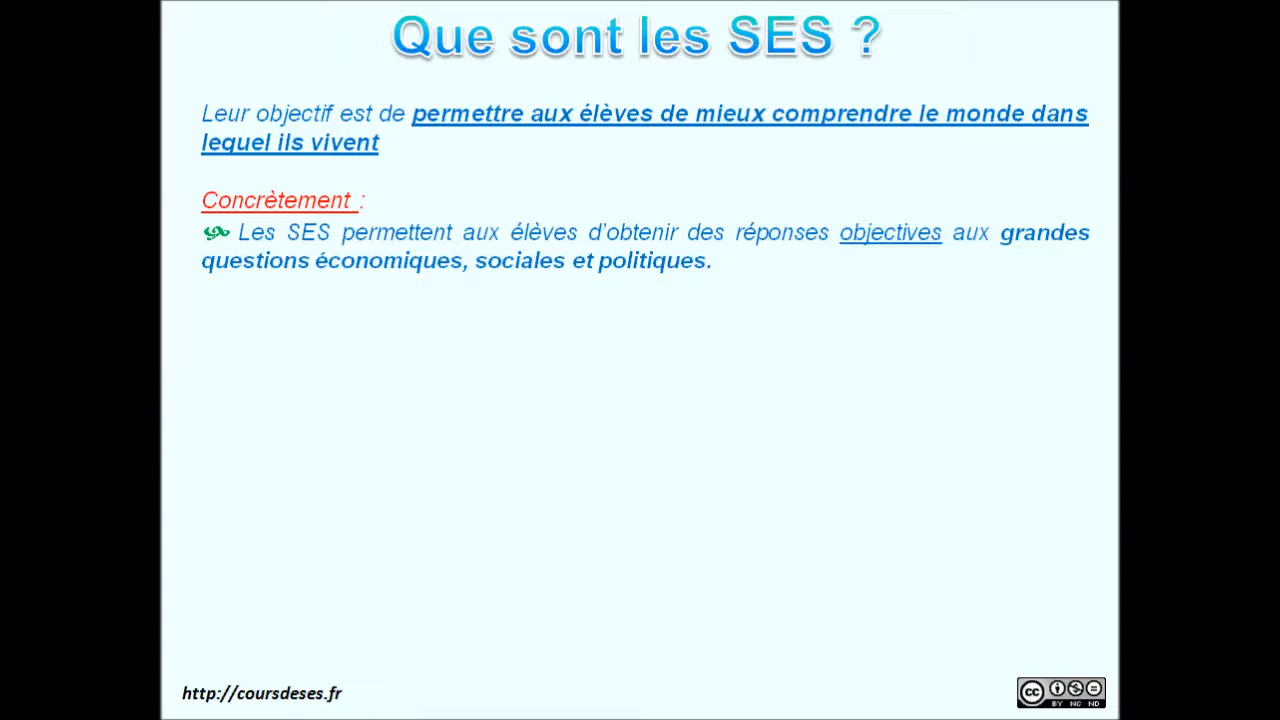 Que sont les SES ?
Leur objectif est de permettre aux élèves de mieux comprendre le monde dans
lequel ils vivent
Concrètement :
Les SES permettent aux élèves d’obtenir des réponses objectives aux grandes
questions économiques, sociales et politiques.
http://coursdeses.fr
cc
BY NC ND